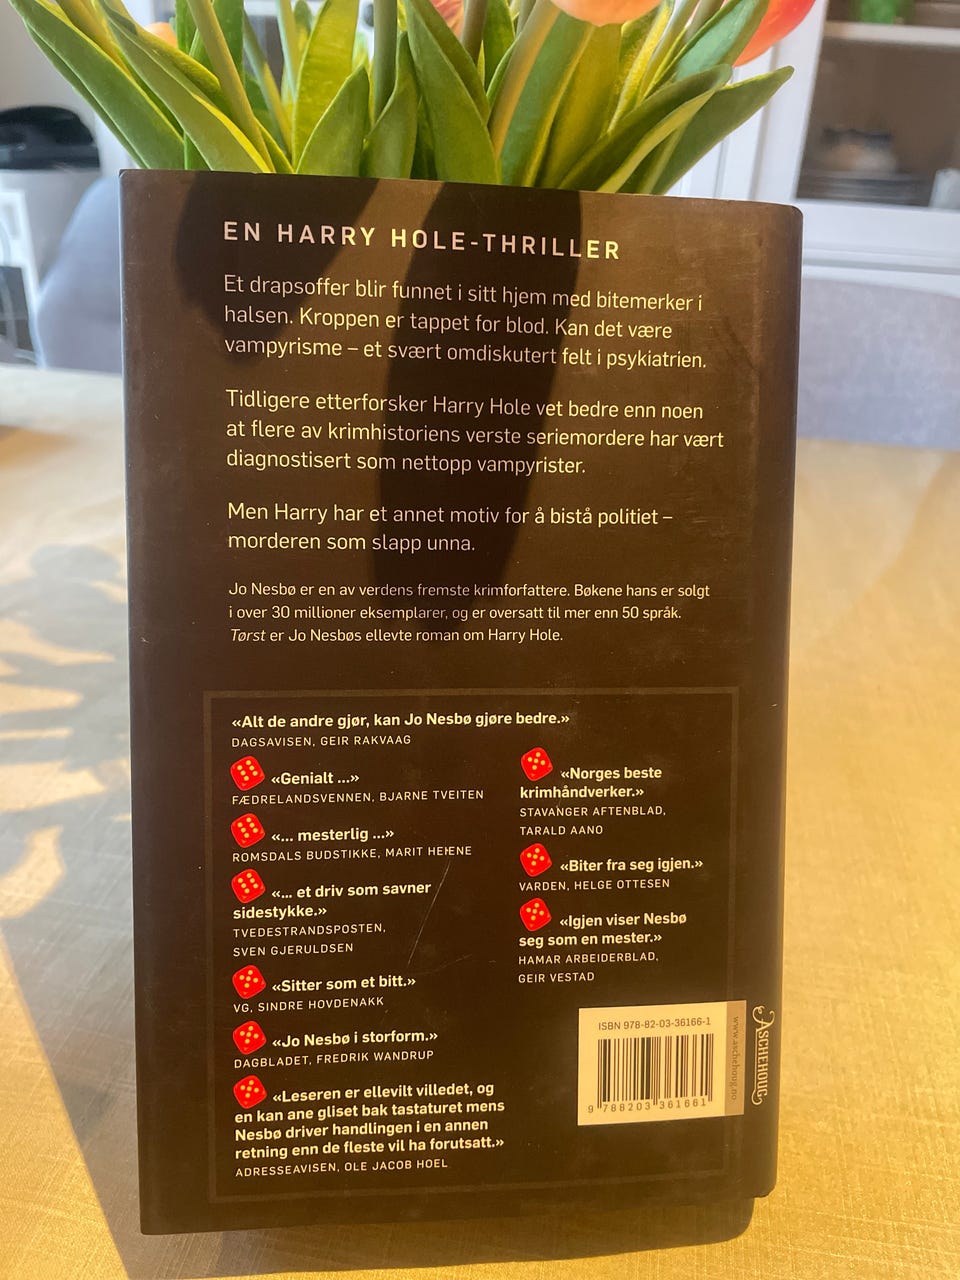 EN HARRY HOLE-THRILLER
Et drapsoffer blir funnet i sitt hjem med bitemerker i
halsen. Kroppen er tappet for blod. Kan det være
vampyrisme – et svært omdiskutert felt i psykiatrien.
Tidligere etterforsker Harry Hole vet bedre enn noen
at flere av krimhistoriens verste seriemordere har vært
diagnostisert som nettopp vampyrister.
Men Harry har et annet motiv for å bistå politiet –
morderen som slapp unna.
Jo Nesbø er en av verdens fremste krimforfattere. Bøkene hans er solgt
i over 30 millioner eksemplarer, og er oversatt til mer enn 50 språk.
Tørst er Jo Nesbøs ellevte roman om Harry Hole.
«Alt de andre gjør, kan Jo Nesbø gjøre bedre.»
DAGSAVISEN, GEIR RAKVAAG
«Genialt ...»
FÆDRELANDSVENNEN, BJARNE TVEITEN
«... mesterlig ...»
ROMSDALS BUDSTIKKE, MARIT HEIENE
«... et driv som savner
sidestykke.»
TVEDESTRANDSPOSTEN,
SVEN GJERULDSEN
«Sitter som et bitt.»
VG, SINDRE HOVDENAKK
«Jo Nesbø i storform.»
DAGBLADET, FREDRIK WANDRUP
«Leseren er ellevilt villedet, og
en kan ane gliset bak tastaturet mens
Nesbø driver handlingen i en annen
retning enn de fleste vil ha forutsatt.»
ADRESSEAVISEN, OLE JACOB HOEL
«Norges beste
krimhåndverker.»
STAVANGER AFTENBLAD,
TARALD AANO
«Biter fra seg igjen.»
VARDEN, HELGE OTTESEN
«Igjen viser Nesbø
seg som en mester.»
HAMAR ARBEIDERBLAD,
GEIR VESTAD
ISBN 978-82-03-36166-1
9 788203 361661
www.aschehoug.no
ASCHEHOUG